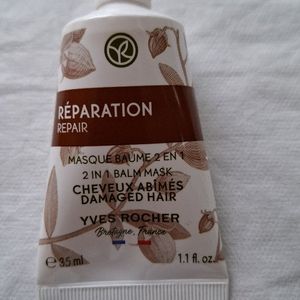 RÉPARATION
REPAIR
MASQUE BAUME 2 EN 1
2 IN 1 BALM MASK
CHEVEUX ABÎMÉS
DAMAGED HAIR
YVES ROCHER
Bretagne, France
℮ 35 ml 1.1 fl. oz.